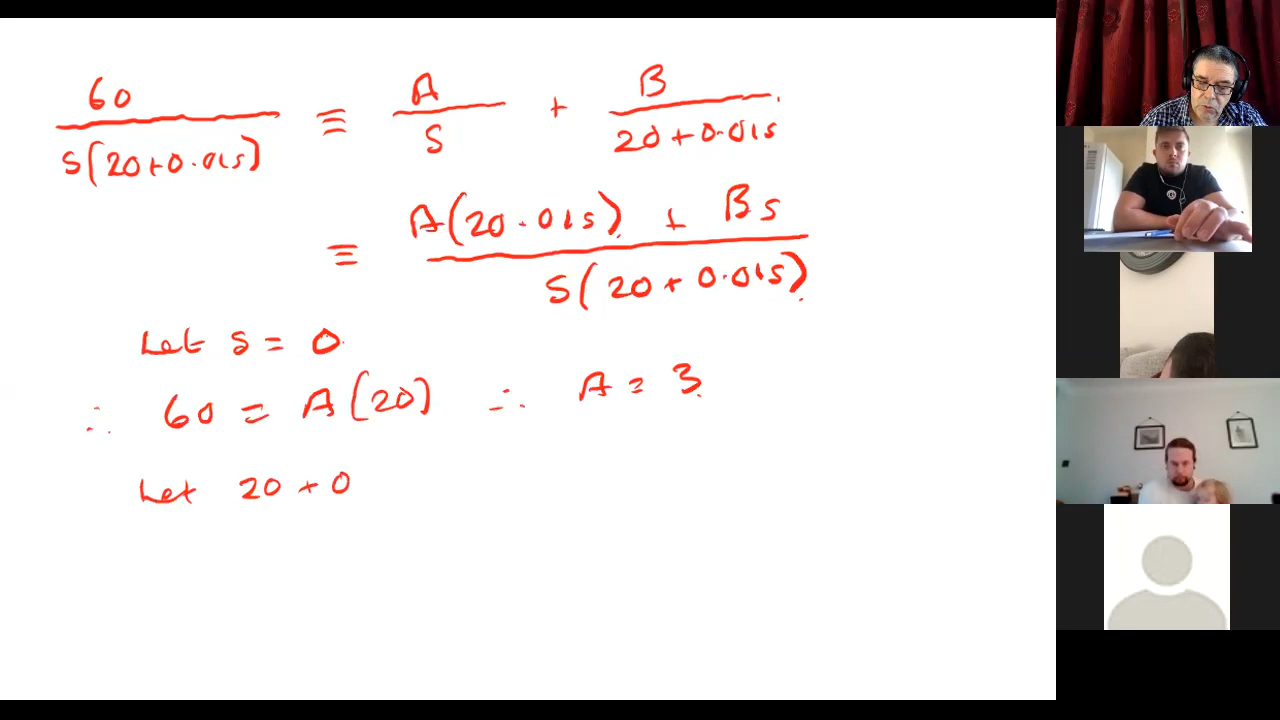 60 / S(20+0.01S) ≡ A / S + B / 20+0.01S
≡ A(20.01S) + BS / S(20+0.01S)
Let S = 0
∴ 60 = A(20) ∴ A = 3
Let 20 + 0